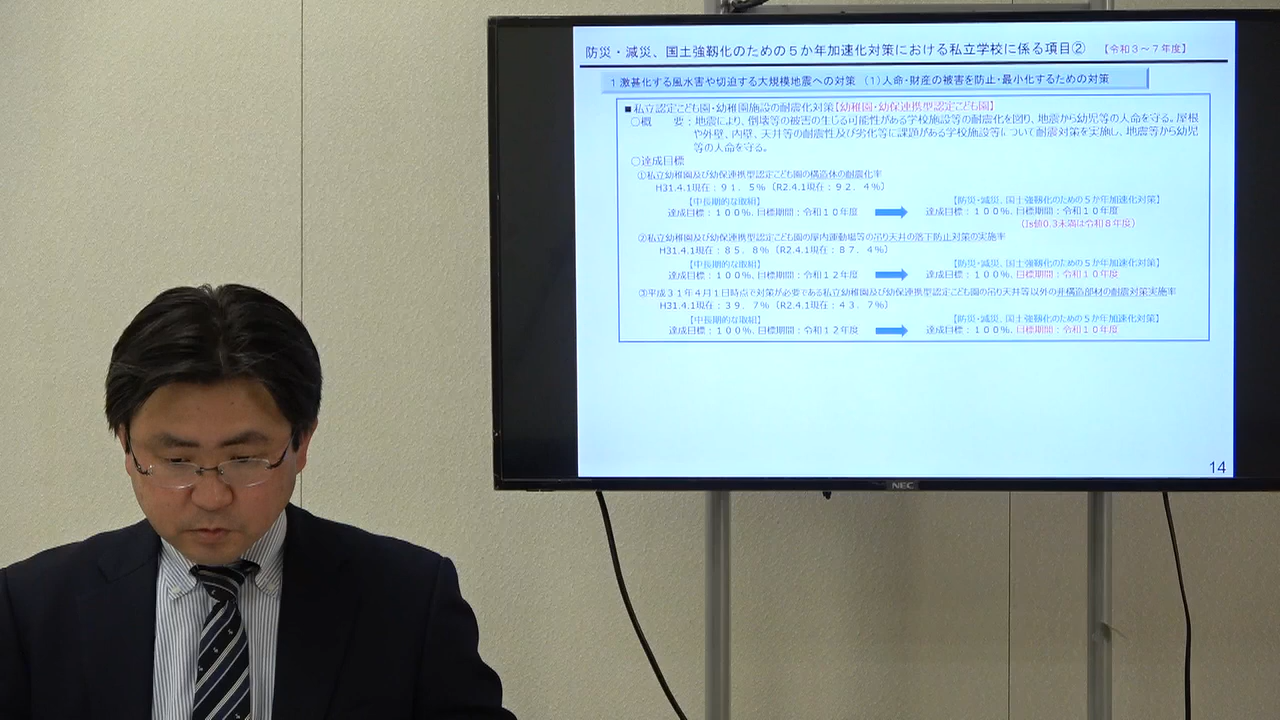 防災・減災、国土強靱化のための５か年加速化対策における私立学校に係る項目② 【令和３～７年度】
１激甚化する風水害や切迫する大規模地震への対策 （１）人命・財産の被害を防止・最小化するための対策
■私立認定こども園・幼稚園施設の耐震化対策【幼稚園・幼保連携型認定こども園】
○概　　要：地震により、倒壊等の被害の生じる可能性がある学校施設等の耐震化を図り、地震から幼児等の人命を守る。屋根
や外壁、内壁、天井等の耐震性及び劣化等に課題がある学校施設等について耐震対策を実施し、地震等から幼児
等の人命を守る。
○達成目標
①私立幼稚園及び幼保連携型認定こども園の構造体の耐震化率
H31.4.1現在：９１．５％（R2.4.1現在：９２．４％）
【中長期的な取組】 【防災・減災、国土強靱化のための５か年加速化対策】
達成目標：１００％、目標期間：令和１０年度 達成目標：１００％、目標期間：令和１０年度
（Is値0.3未満は令和８年度）
②私立幼稚園及び幼保連携型認定こども園の屋内運動場等の吊り天井の落下防止対策の実施率
H31.4.1現在：８５．８％（R2.4.1現在：８７．４％）
【中長期的な取組】 【防災・減災、国土強靱化のための５か年加速化対策】
達成目標：１００％、目標期間：令和１２年度 達成目標：１００％、目標期間：令和１０年度
③平成３１年４月１日時点で対策が必要である私立幼稚園及び幼保連携型認定こども園の吊り天井等以外の非構造部材の耐震対策実施率
H31.4.1現在：３９．７％（R2.4.1現在：４３．７％）
【中長期的な取組】 【防災・減災、国土強靱化のための５か年加速化対策】
達成目標：１００％、目標期間：令和１２年度 達成目標：１００％、目標期間：令和１０年度
14
NEC